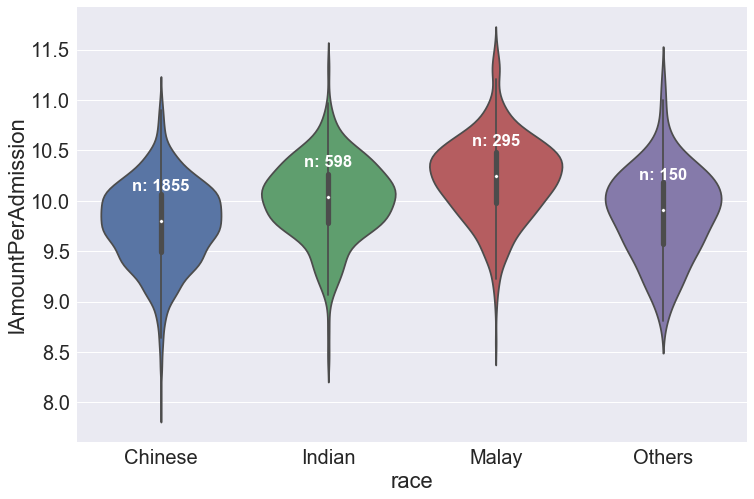 11.5
11.0
10.5
10.0
9.5
9.0
8.5
8.0
lAmountPerAdmission
n: 1855
n: 598
n: 295
n: 150
Chinese Indian Malay Others
race